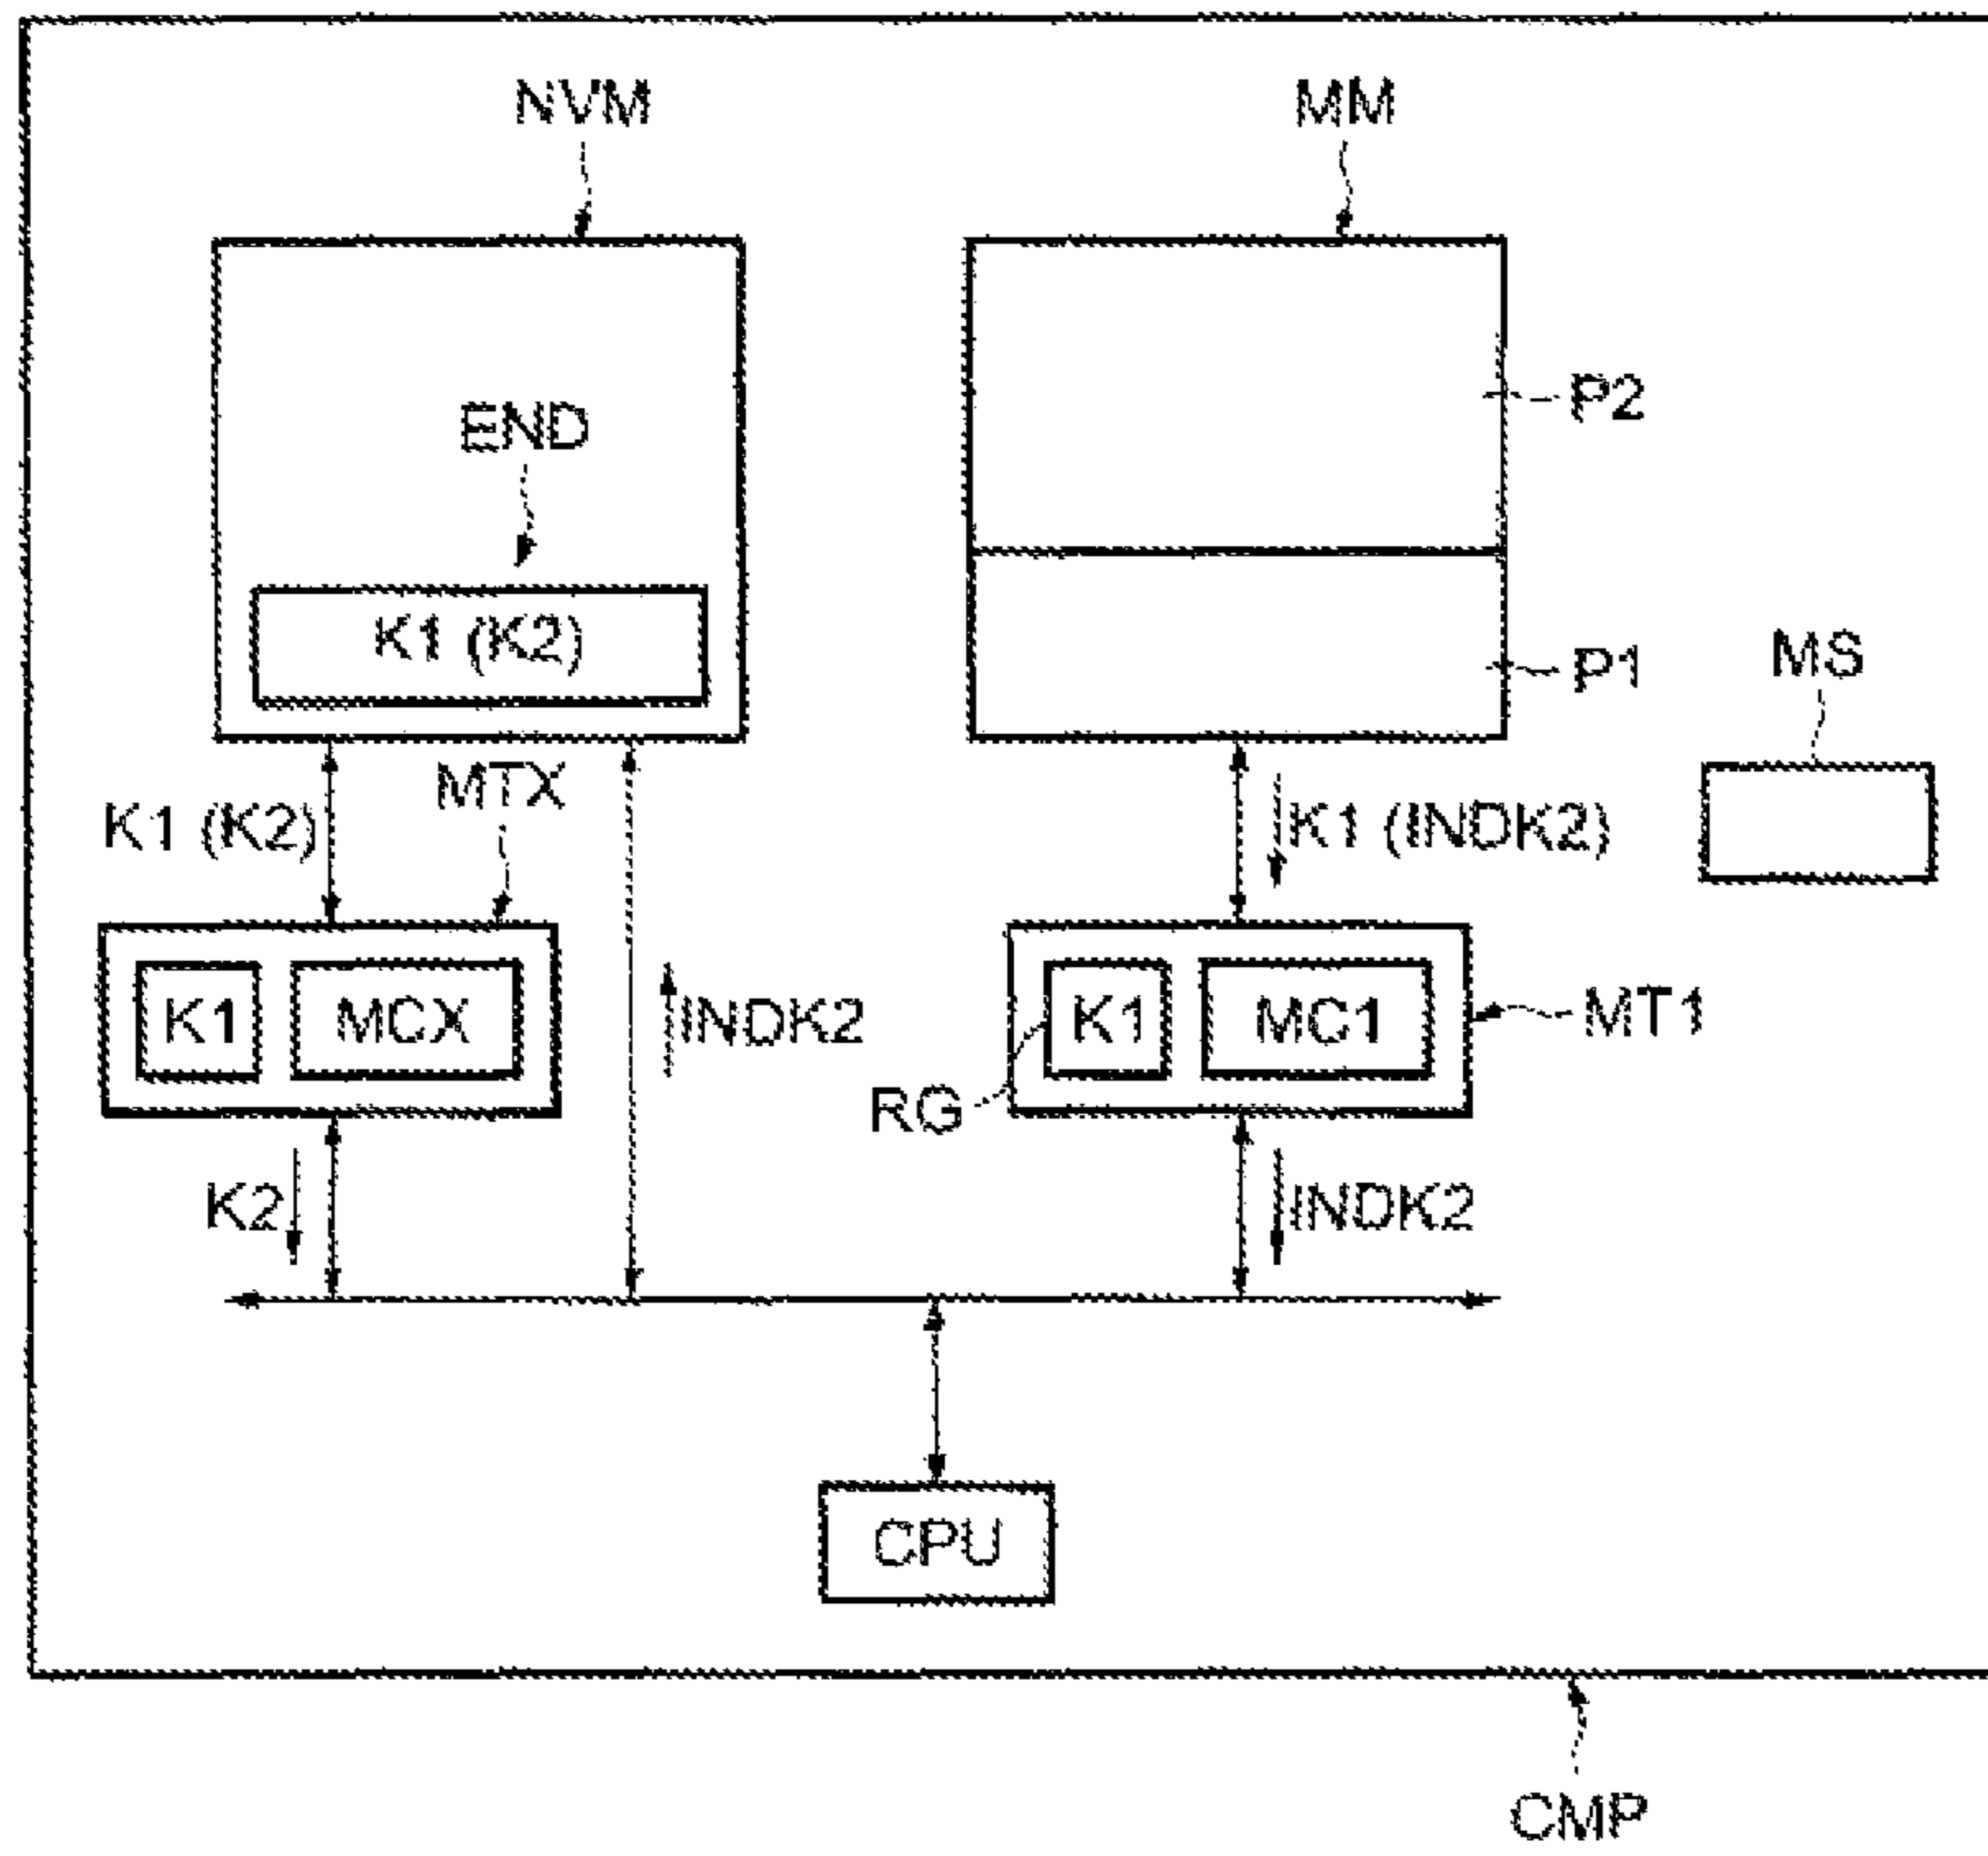 NVM
MM
END
P2
K1 (K2)
P1
MS
MTX
K1 (K2)
K1 (INDK2)
K1
MCX
INDK2
K1
MC1
MT1
RG
K2
INDK2
CPU
CMP